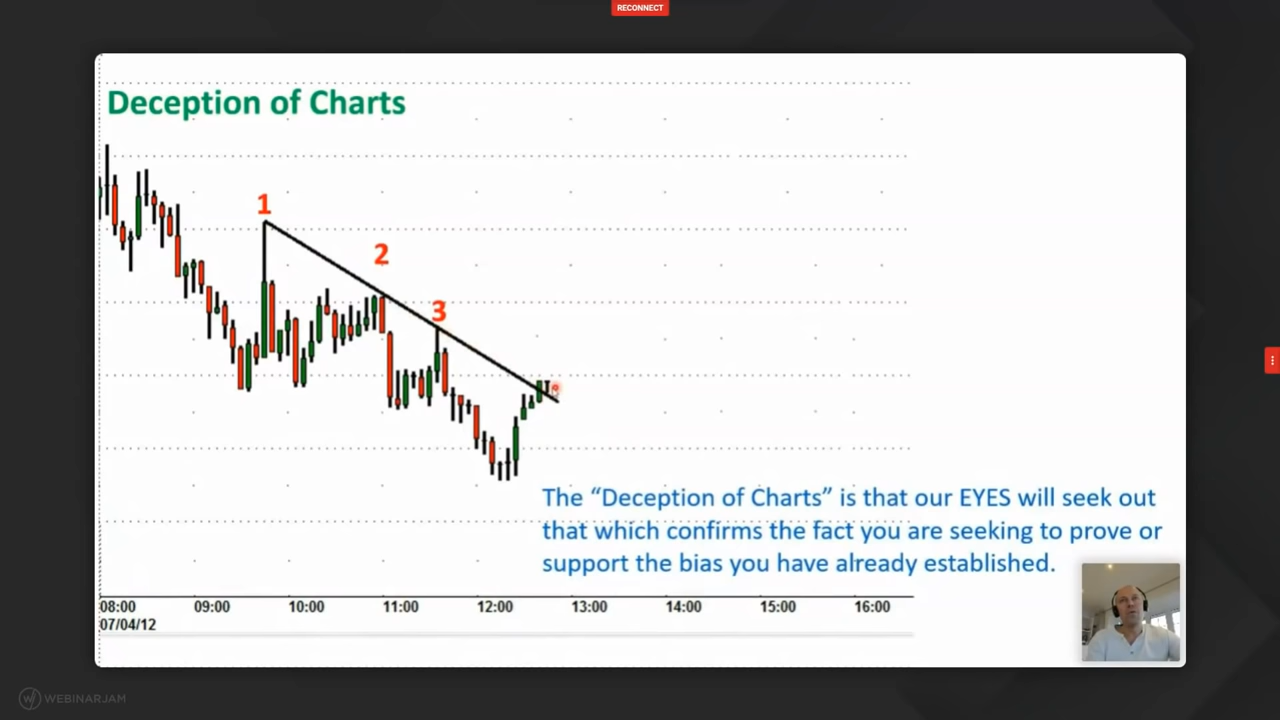 RECONNECT
Deception of Charts
1
2
3
The “Deception of Charts” is that our EYES will seek out
that which confirms the fact you are seeking to prove or
support the bias you have already established.
08:00 09:00 10:00 11:00 12:00 13:00 14:00 15:00 16:00
07/04/12
WEBINARJAM